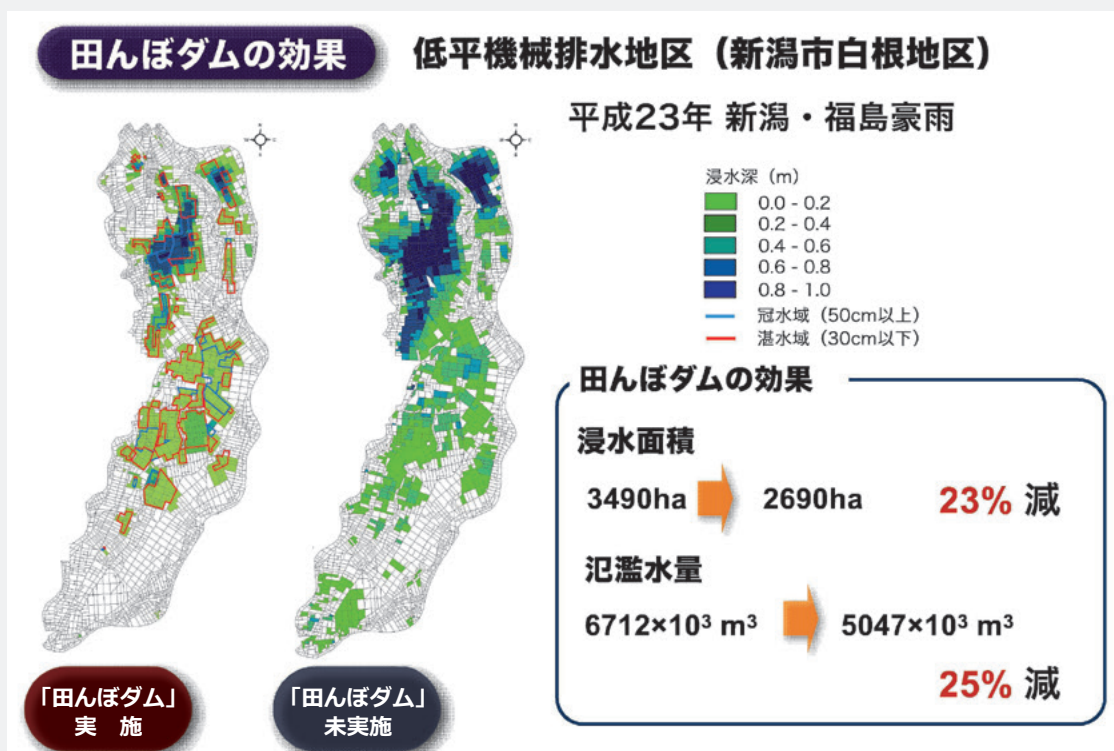 田んぼダムの効果
低平機械排水地区（新潟市白根地区）
平成23年 新潟・福島豪雨
浸水深（m）
0.0 - 0.2
0.2 - 0.4
0.4 - 0.6
0.6 - 0.8
0.8 - 1.0
冠水域（50cm以上）
湛水域（30cm以下）
田んぼダムの効果
浸水面積
3490ha 2690ha 23% 減
氾濫水量
6712×10³ m³ 5047×10³ m³
25% 減
「田んぼダム」
実　施
「田んぼダム」
未実施